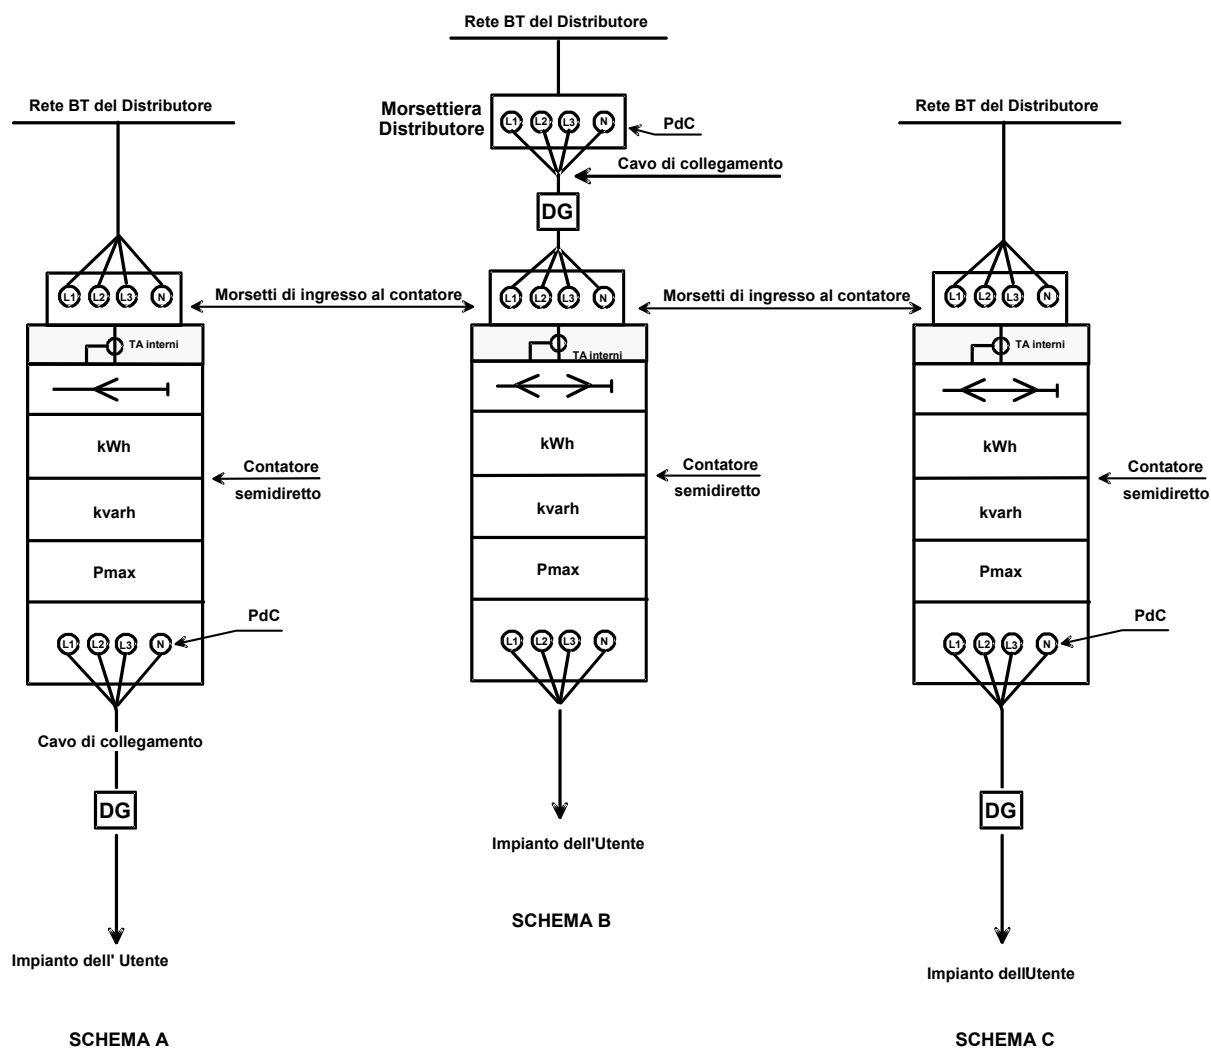 Rete BT del Distributore
Rete BT del Distributore
Morsettiera
Distributore
L1 L2 L3 N
PdC
Rete BT del Distributore
Cavo di collegamento
DG
L1 L2 L3 N
Morsetti di ingresso al contatore
L1 L2 L3 N
Morsetti di ingresso al contatore
L1 L2 L3 N
TA interni
TA interni
TA interni
kWh
kWh
kWh
Contatore
semidiretto
Contatore
semidiretto
Contatore
semidiretto
kvarh
kvarh
kvarh
Pmax
Pmax
Pmax
PdC
PdC
L1 L2 L3 N
L1 L2 L3 N
L1 L2 L3 N
Cavo di collegamento
DG
DG
Impianto dell'Utente
SCHEMA B
Impianto dell' Utente
Impianto dellUtente
SCHEMA A
SCHEMA C